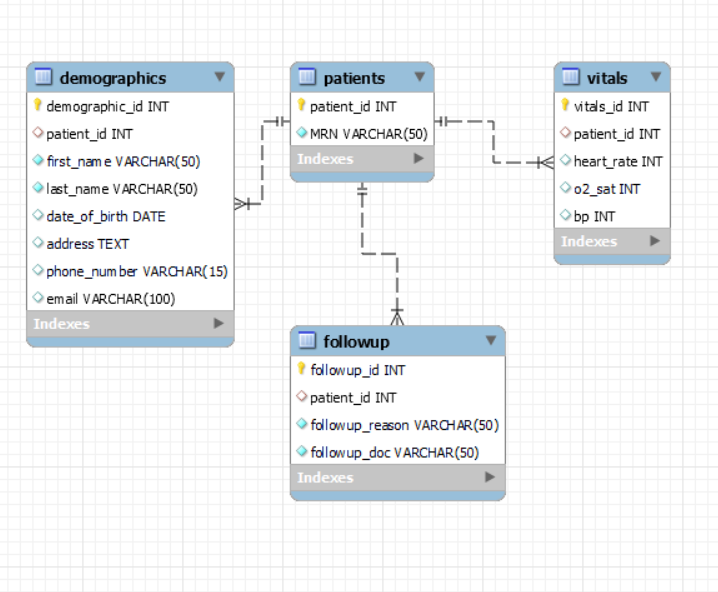 demographics
demographic_id INT
patient_id INT
first_name VARCHAR(50)
last_name VARCHAR(50)
date_of_birth DATE
address TEXT
phone_number VARCHAR(15)
email VARCHAR(100)
Indexes
patients
patient_id INT
MRN VARCHAR(50)
Indexes
vitals
vitals_id INT
patient_id INT
heart_rate INT
o2_sat INT
bp INT
Indexes
followup
followup_id INT
patient_id INT
followup_reason VARCHAR(50)
followup_doc VARCHAR(50)
Indexes